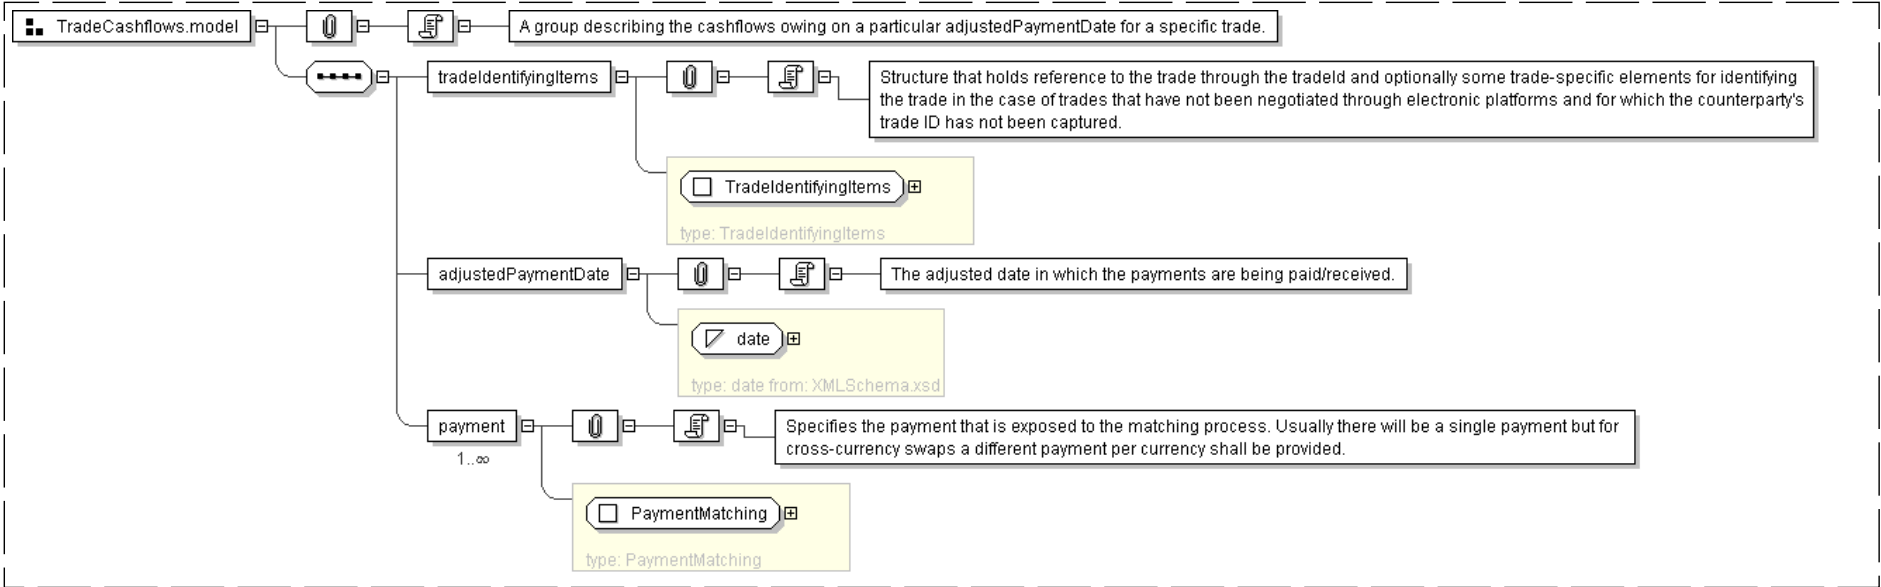 TradeCashflows.model
A group describing the cashflows owing on a particular adjustedPaymentDate for a specific trade.
tradeIdentifyingItems
Structure that holds reference to the trade through the tradeId and optionally some trade-specific elements for identifying
the trade in the case of trades that have not been negotiated through electronic platforms and for which the counterparty's
trade ID has not been captured.
TradeIdentifyingItems
type: TradeIdentifyingItems
adjustedPaymentDate
The adjusted date in which the payments are being paid/received.
date
type: date from: XMLSchema.xsd
payment
1..∞
Specifies the payment that is exposed to the matching process. Usually there will be a single payment but for
cross-currency swaps a different payment per currency shall be provided.
PaymentMatching
type: PaymentMatching